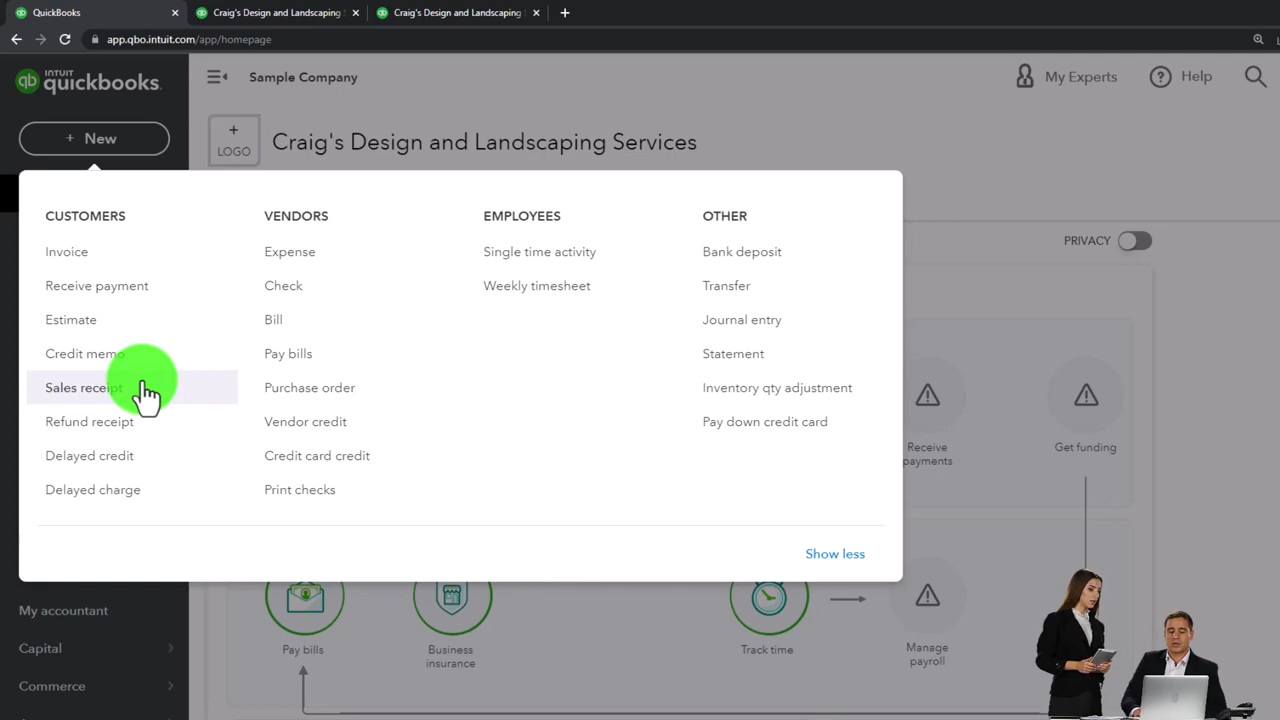 QuickBooks
Craig's Design and Landscaping
Craig's Design and Landscaping
app.qbo.intuit.com/app/homepage
INTUIT
quickbooks.
+ New
Sample Company
My Experts
Help
+
LOGO
Craig's Design and Landscaping Services
PRIVACY
CUSTOMERS
Invoice
Receive payment
Estimate
Credit memo
Sales receipt
Refund receipt
Delayed credit
Delayed charge
VENDORS
Expense
Check
Bill
Pay bills
Purchase order
Vendor credit
Credit card credit
Print checks
EMPLOYEES
Single time activity
Weekly timesheet
OTHER
Bank deposit
Transfer
Journal entry
Statement
Inventory qty adjustment
Pay down credit card
Show less
Receive
payments
Get funding
Pay bills
Business
insurance
Track time
Manage
payroll
My accountant
Capital
Commerce